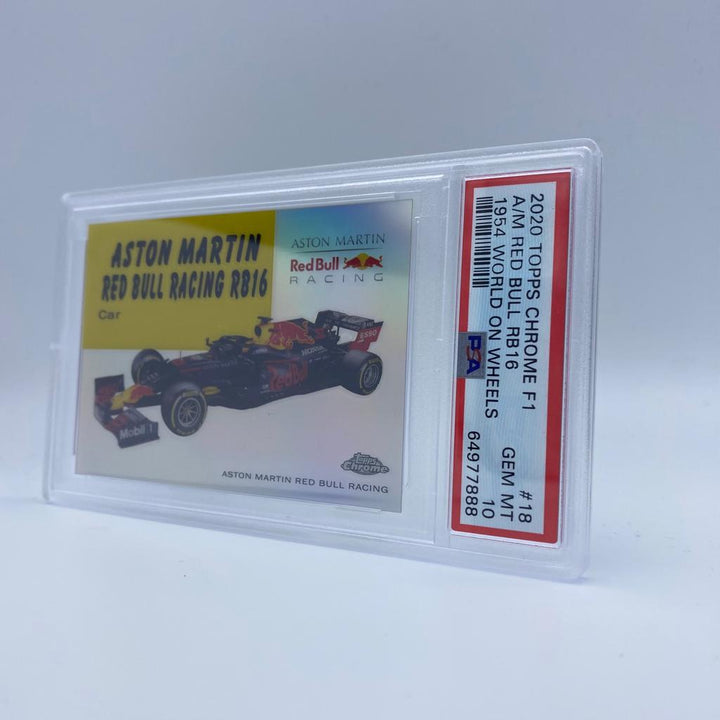 ASTON MARTIN
RED BULL RACING RB16
Car
ASTON MARTIN
Red Bull
RACING
Mobil 1
Red Bull
HONDA
Topps
Chrome
ASTON MARTIN RED BULL RACING
2020 TOPPS CHROME F1 #18
A/M RED BULL RB16 GEM MT
1954 WORLD ON WHEELS 10
PSA 64977888